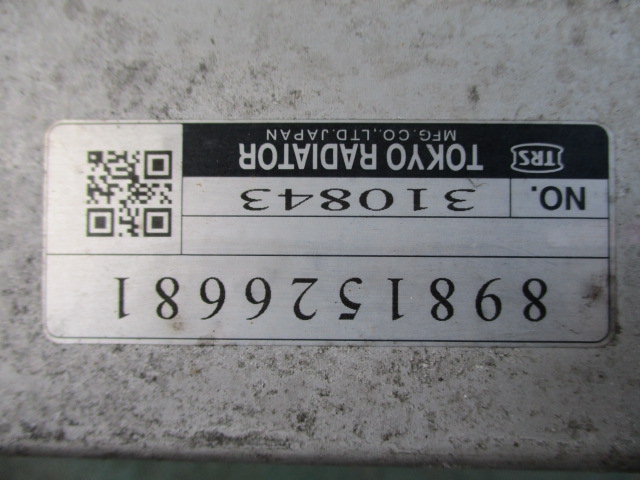 8981526681
NO. 310843
TRS TOKYO RADIATOR
MFG.CO.,LTD.JAPAN